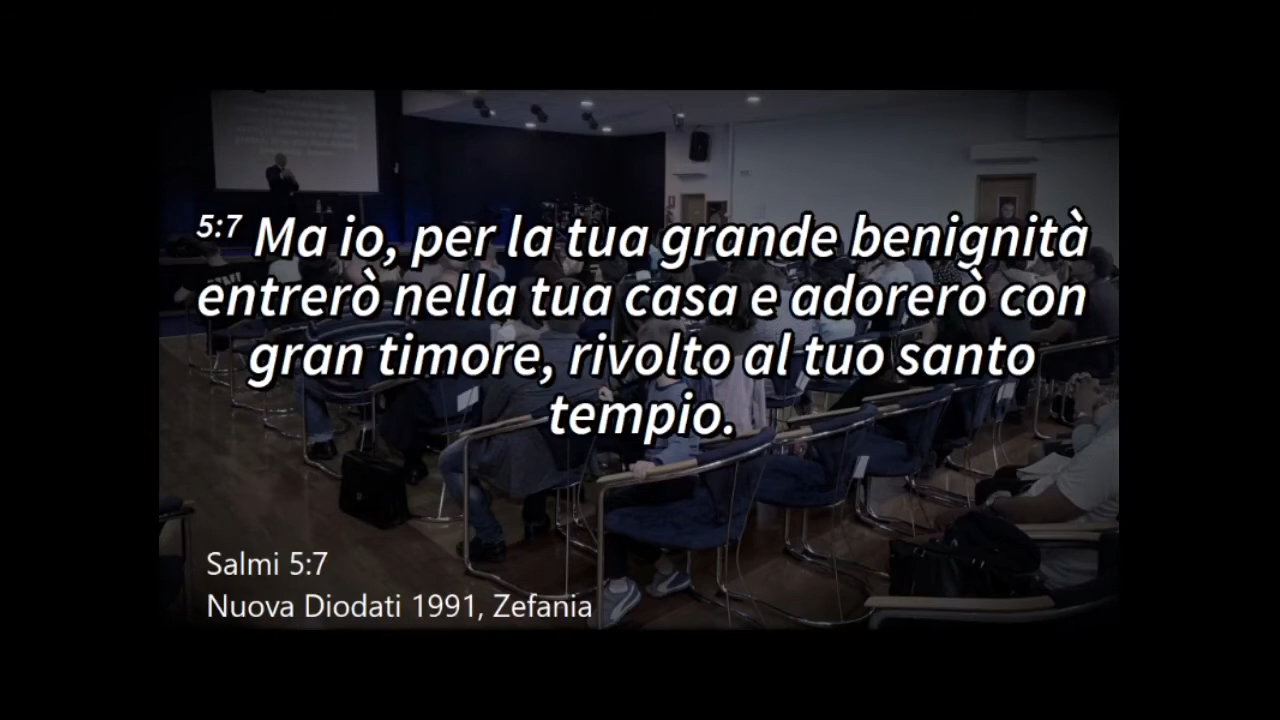 5:7 Ma io, per la tua grande benignità
entrerò nella tua casa e adorerò con
gran timore, rivolto al tuo santo
tempio.
Salmi 5:7
Nuova Diodati 1991, Zefania